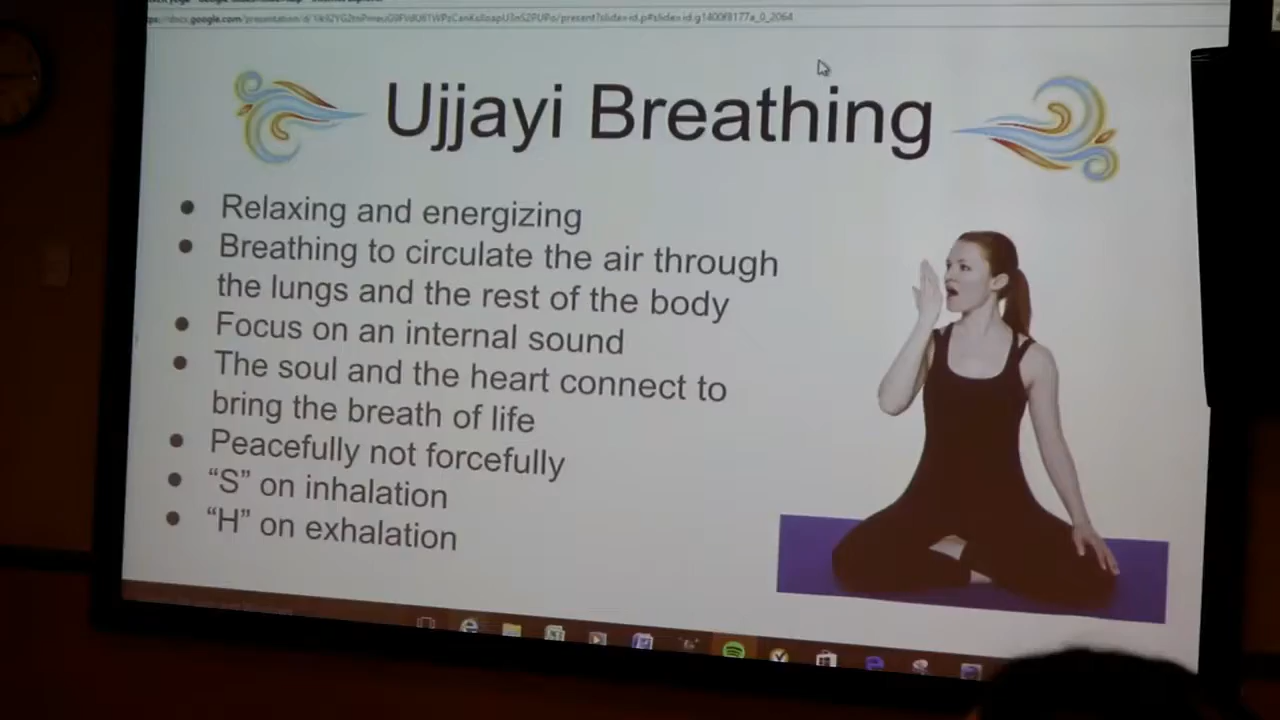 Ujjayi Breathing
● Relaxing and energizing
● Breathing to circulate the air through
the lungs and the rest of the body
● Focus on an internal sound
● The soul and the heart connect to
bring the breath of life
● Peacefully not forcefully
● “S” on inhalation
● “H” on exhalation